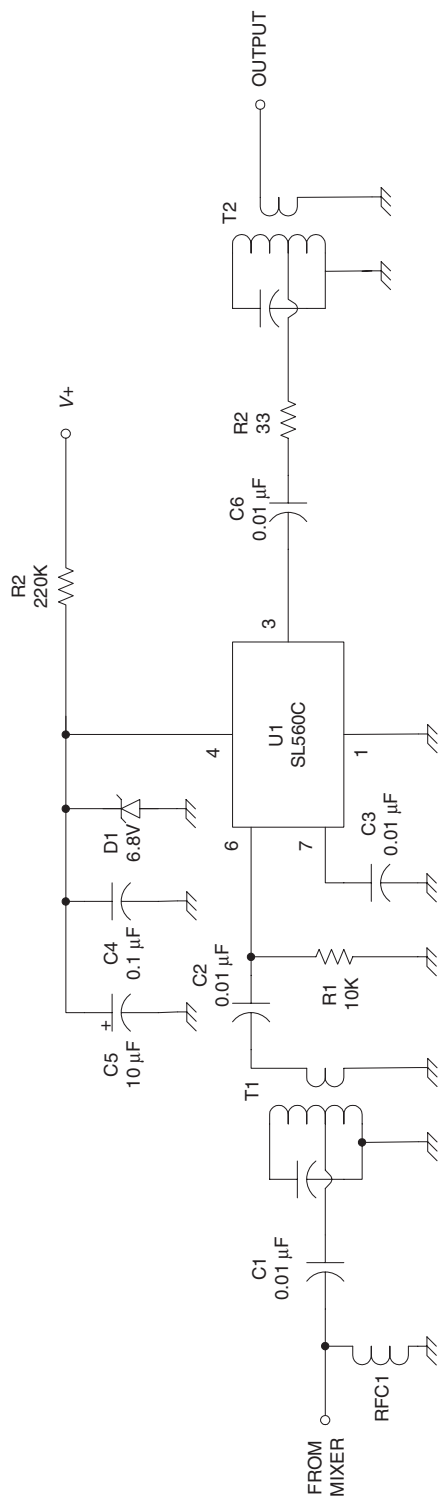 FROM
MIXER
RFC1
C1
0.01 µF
T1
C2
0.01 µF
R1
10K
C3
0.01 µF
C5
10 µF
+
C4
0.1 µF
D1
6.8V
R2
220K
V+
6
7
4
1
3
U1
SL560C
C6
0.01 µF
R2
33
T2
OUTPUT